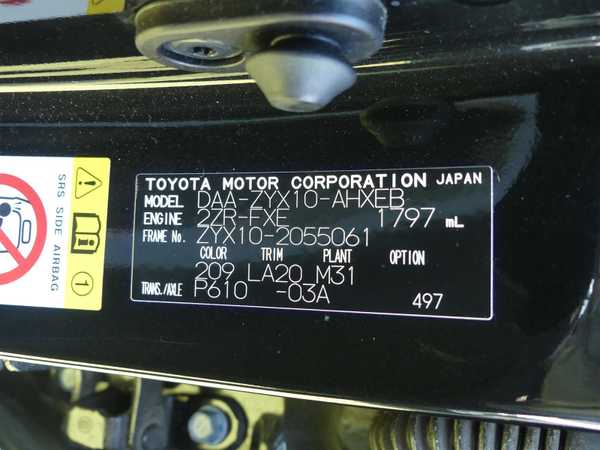 TOYOTA MOTOR CORPORATION JAPAN
MODEL DAA-ZYX10-AHXEB
ENGINE 2ZR-FXE 1797 mL
FRAME No. ZYX10-2055061
COLOR TRIM PLANT OPTION
209 LA20 M31
TRANS./AXLE P610 -03A 497
SRS SIDE AIRBAG
1